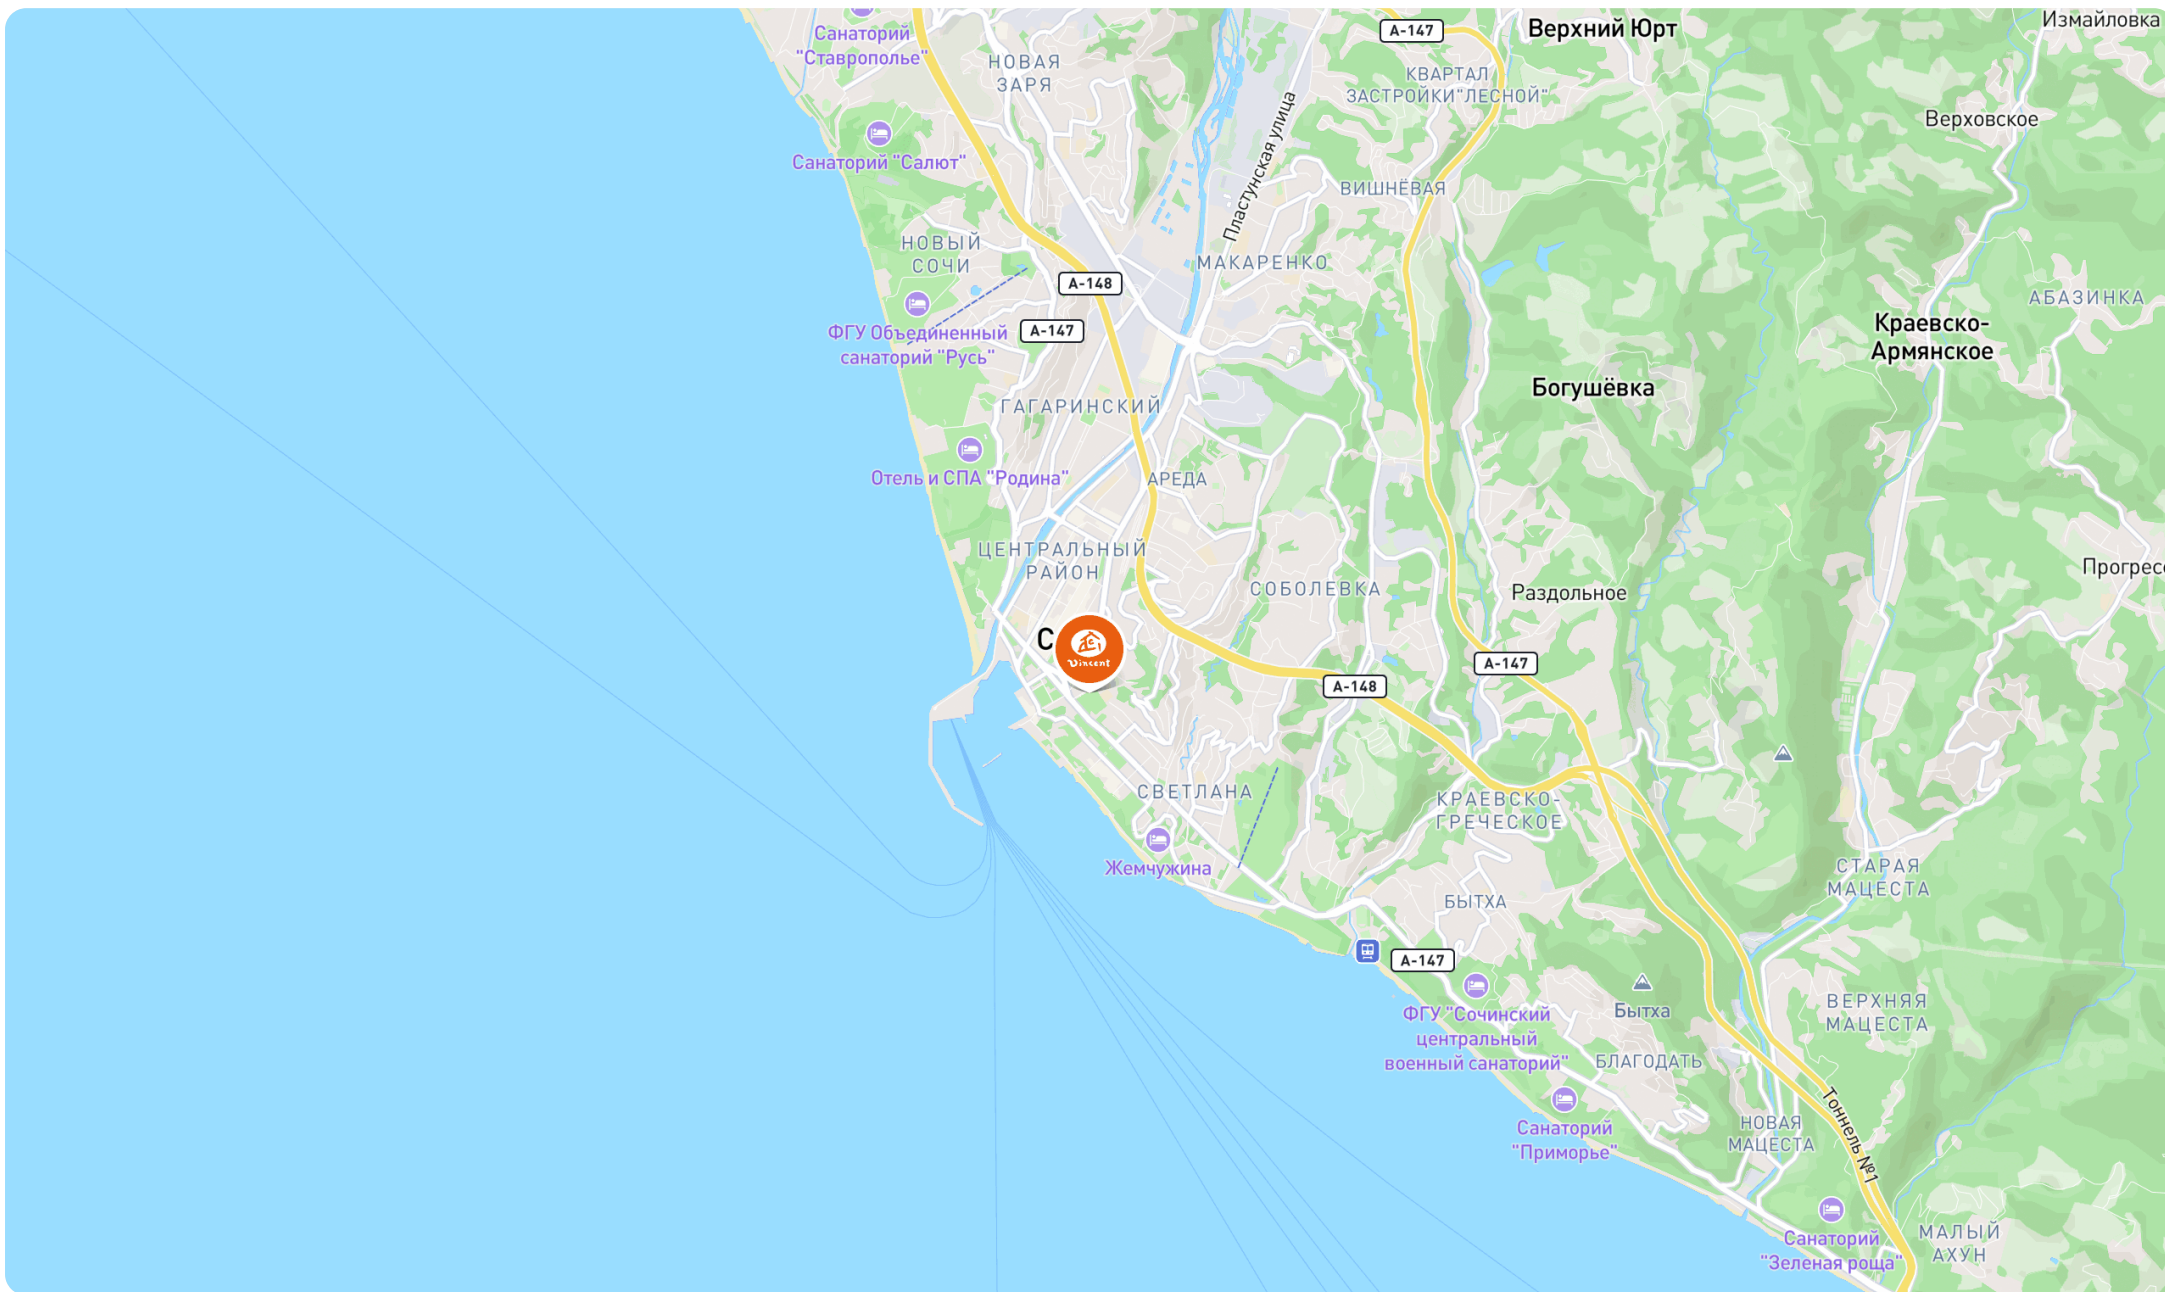 Измайловка
А-147
Верхний Юрт
Санаторий
"Ставрополье"
НОВАЯ
ЗАРЯ
КВАРТАЛ
ЗАСТРОЙКИ"ЛЕСНОЙ"
Верховское
Санаторий "Салют"
Пластунская улица
ВИШНЁВАЯ
НОВЫЙ
СОЧИ
МАКАРЕНКО
А-148
АБАЗИНКА
ФГУ Объединенный
санаторий "Русь"
А-147
Краевско-
Армянское
Богушёвка
ГАГАРИНСКИЙ
Отель и СПА "Родина"
АРЕДА
ЦЕНТРАЛЬНЫЙ
РАЙОН
СОБОЛЕВКА
Раздольное
Прогресс
С
Vincent
А-147
А-148
СВЕТЛАНА
КРАЕВСКО-
ГРЕЧЕСКОЕ
Жемчужина
СТАРАЯ
МАЦЕСТА
БЫТХА
А-147
ФГУ "Сочинский
центральный
военный санаторий"
Бытха
ВЕРХНЯЯ
МАЦЕСТА
БЛАГОДАТЬ
Санаторий
"Приморье"
НОВАЯ
МАЦЕСТА
Тоннель №1
Санаторий
"Зеленая роща"
МАЛЫЙ
АХУН